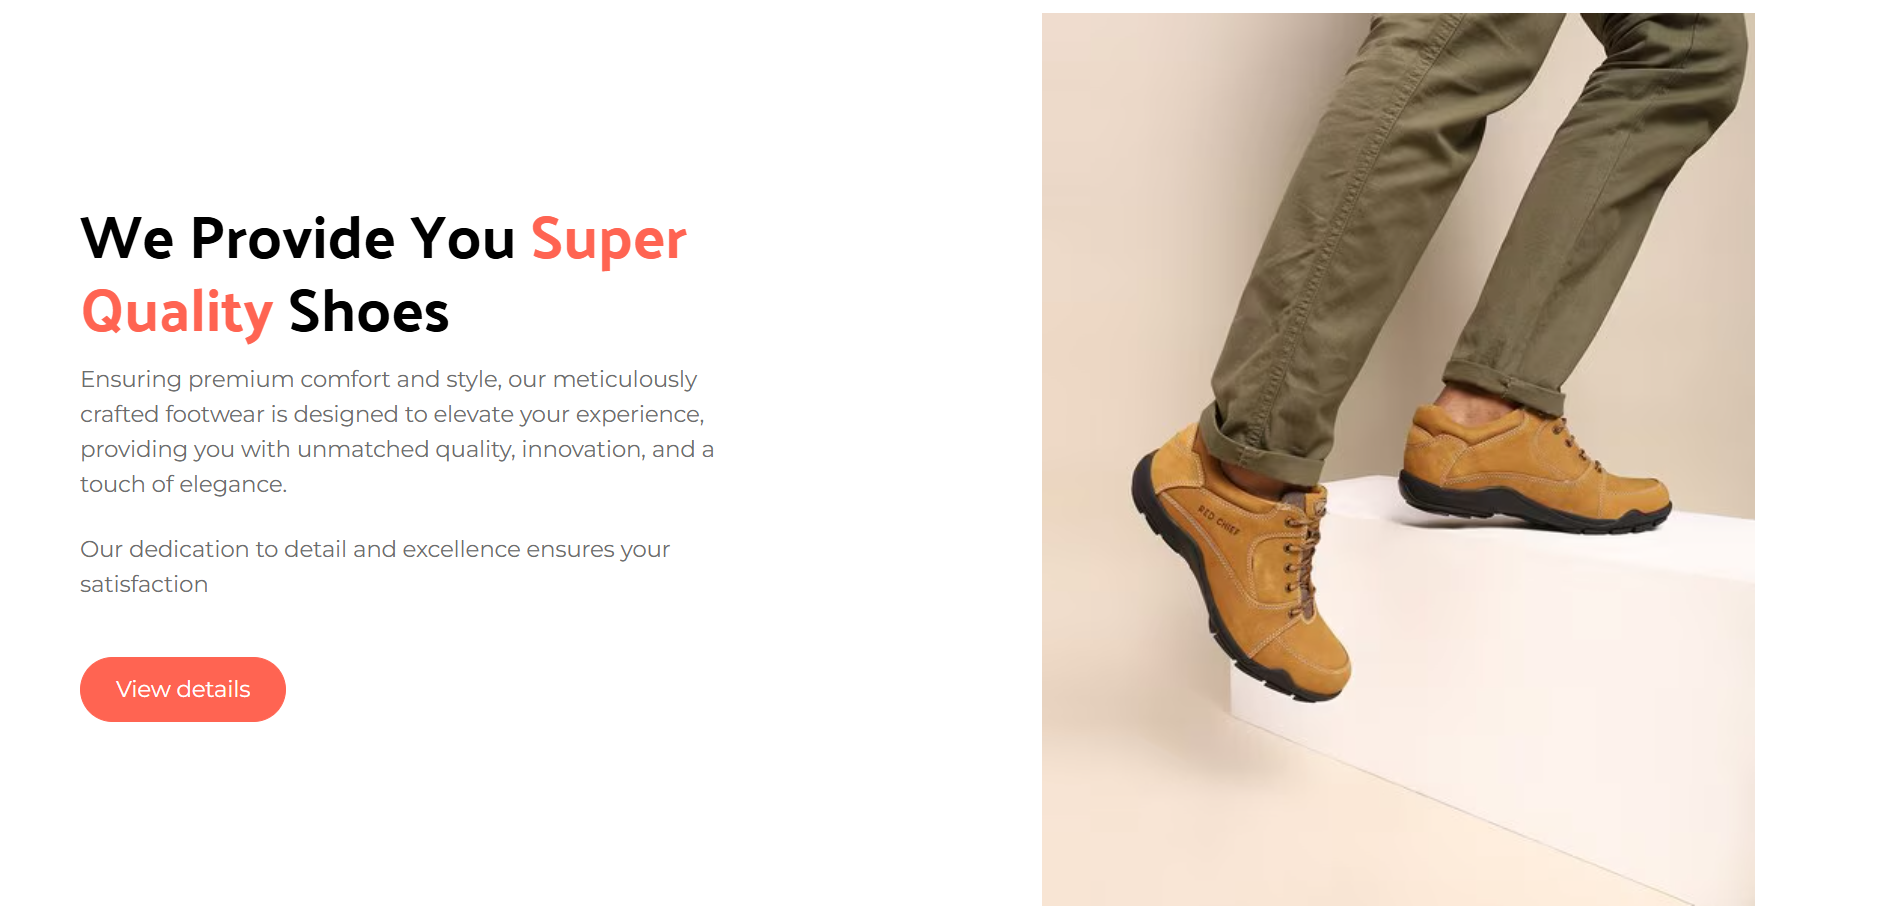 We Provide You Super
Quality Shoes
Ensuring premium comfort and style, our meticulously
crafted footwear is designed to elevate your experience,
providing you with unmatched quality, innovation, and a
touch of elegance.
Our dedication to detail and excellence ensures your
satisfaction
View details
RED CHIEF